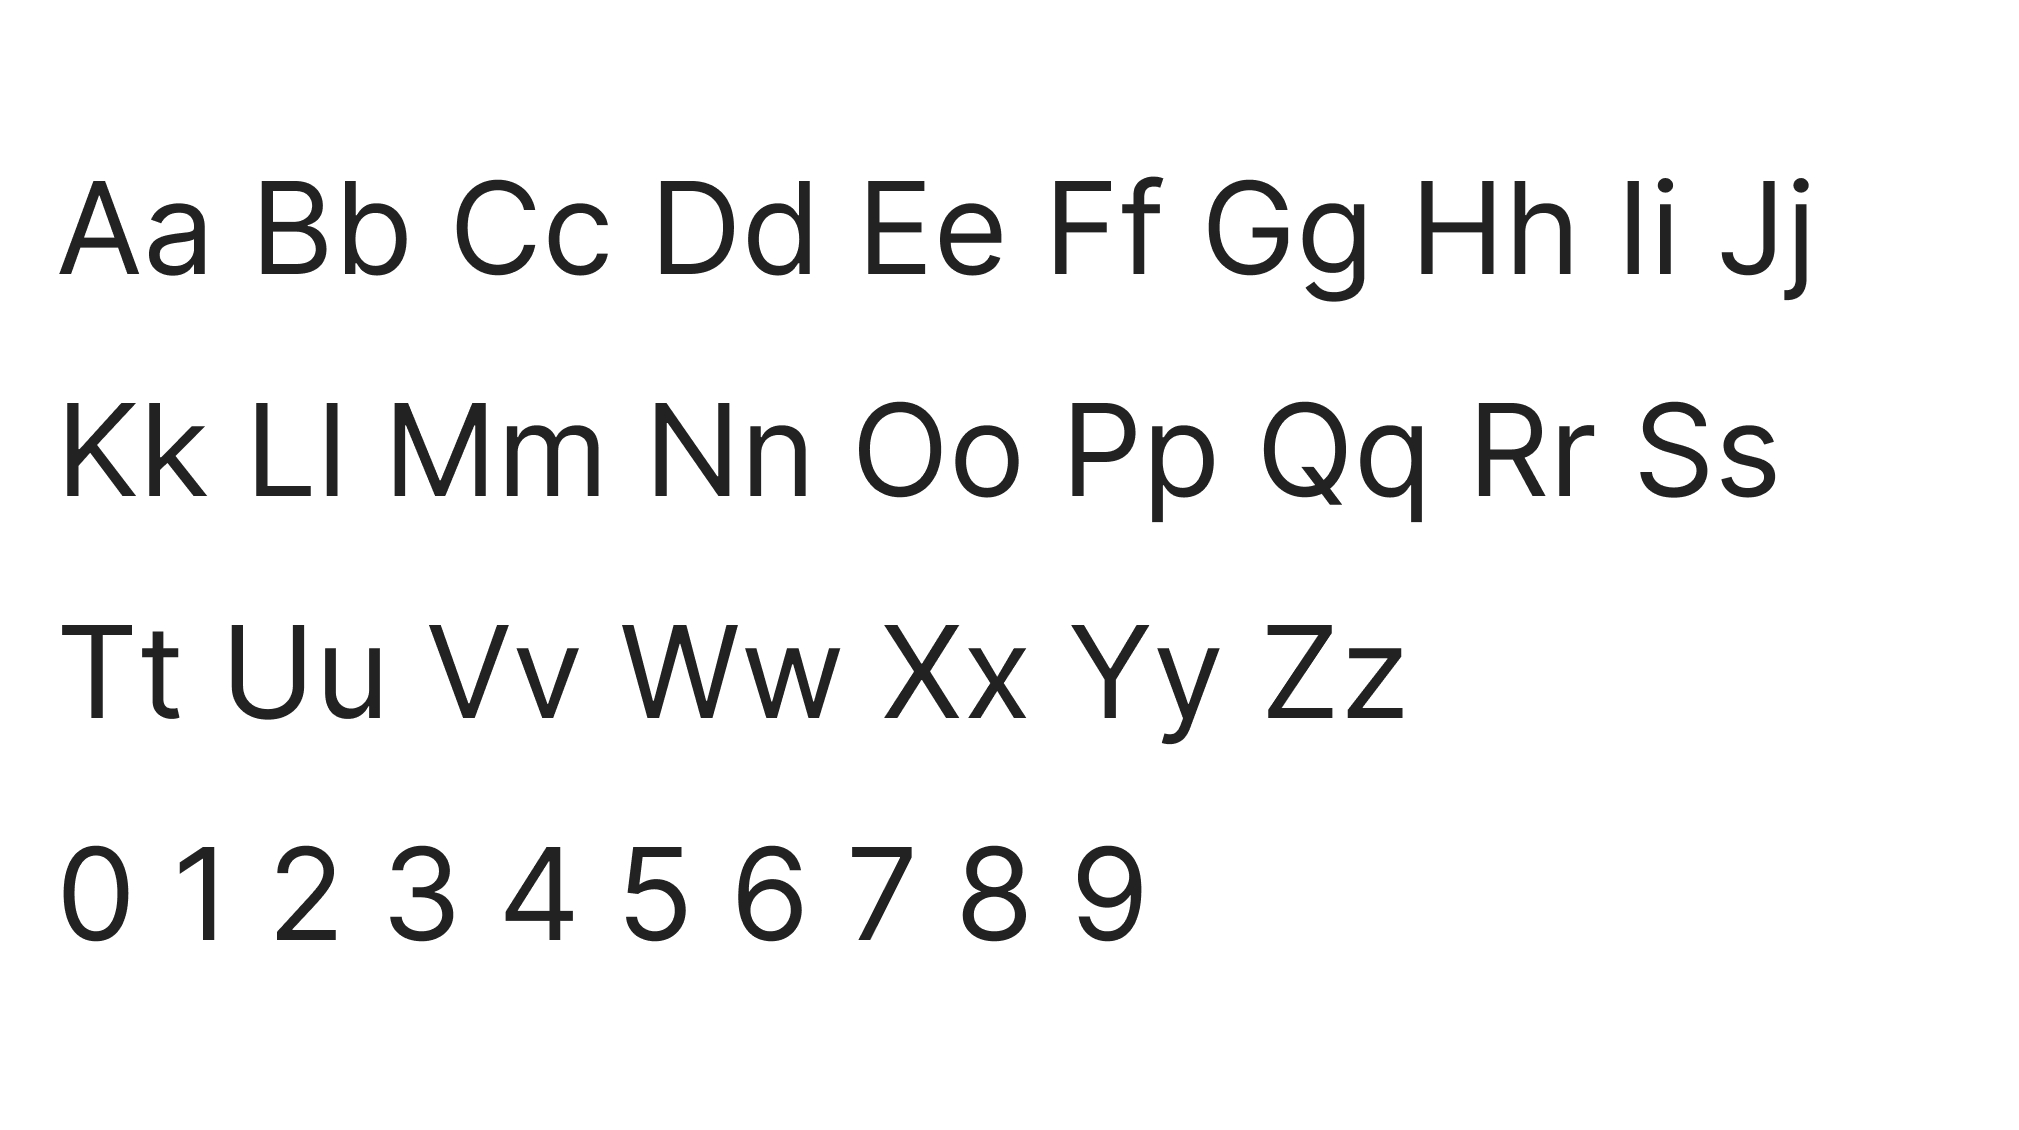 Aa Bb Cc Dd Ee Ff Gg Hh Ii Jj
Kk Ll Mm Nn Oo Pp Qq Rr Ss
Tt Uu Vv Ww Xx Yy Zz
0 1 2 3 4 5 6 7 8 9